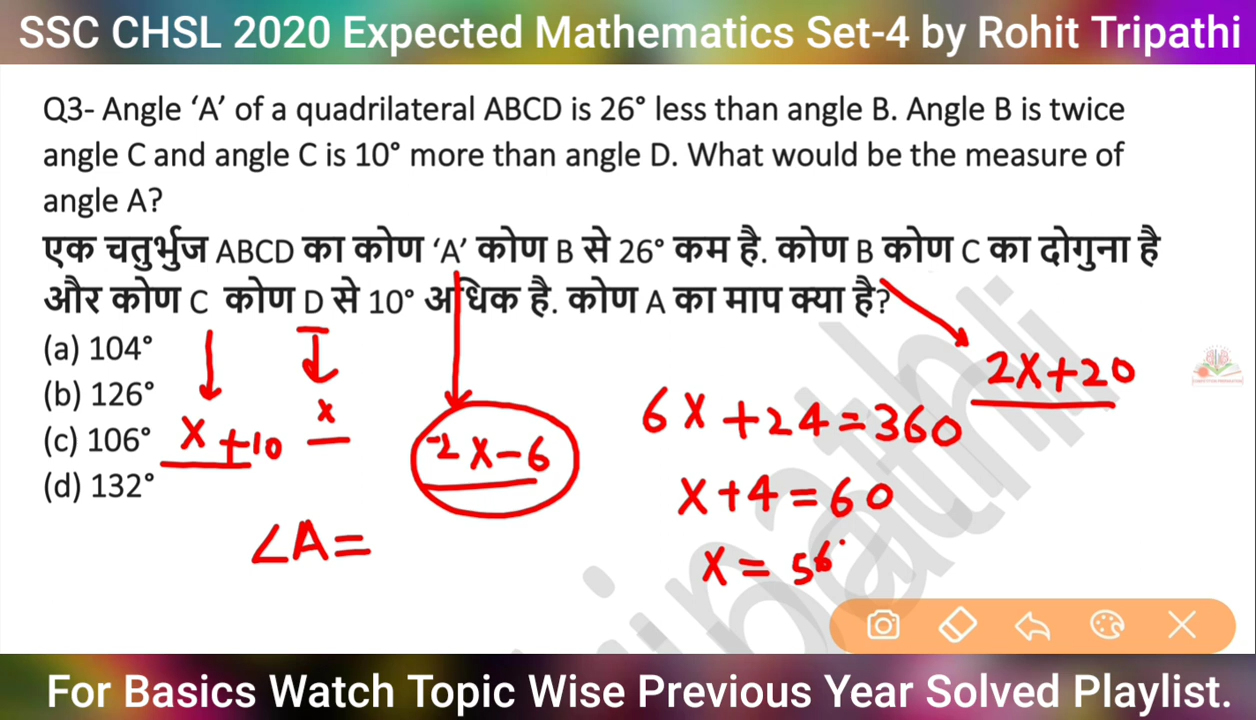 SSC CHSL 2020 Expected Mathematics Set-4 by Rohit Tripathi
Q3- Angle ‘A’ of a quadrilateral ABCD is 26° less than angle B. Angle B is twice
angle C and angle C is 10° more than angle D. What would be the measure of
angle A?
एक चतुर्भुज ABCD का कोण ‘A’ कोण B से 26° कम है. कोण B कोण C का दोगुना है
और कोण C कोण D से 10° अधिक है. कोण A का माप क्या है?
(a) 104°
(b) 126°
(c) 106°
(d) 132°
x+10
x
2x-6
2x+20
6x+24=360
x+4=60
x=56°
∠A=
For Basics Watch Topic Wise Previous Year Solved Playlist.